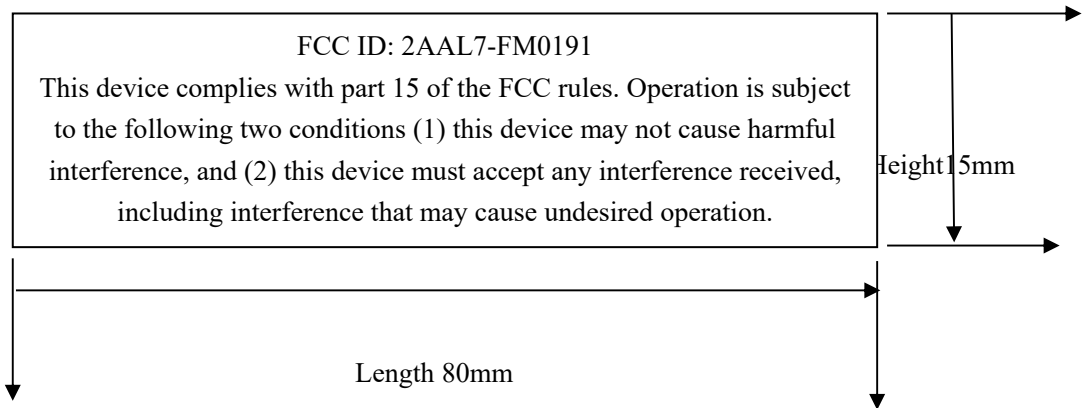 FCC ID: 2AAL7-FM0191
This device complies with part 15 of the FCC rules. Operation is subject
to the following two conditions (1) this device may not cause harmful
interference, and (2) this device must accept any interference received,
including interference that may cause undesired operation.
Height15mm
Length 80mm